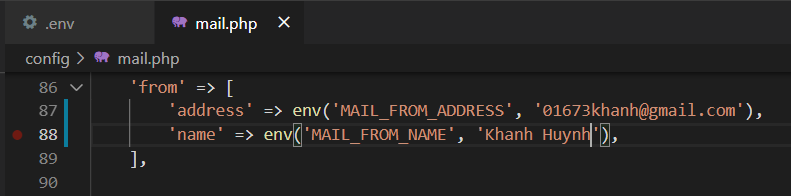 .env
mail.php
config > mail.php
86 'from' => [
87 'address' => env('MAIL_FROM_ADDRESS', '01673khanh@gmail.com'),
88 'name' => env('MAIL_FROM_NAME', 'Khanh Huynh'),
89 ],
90